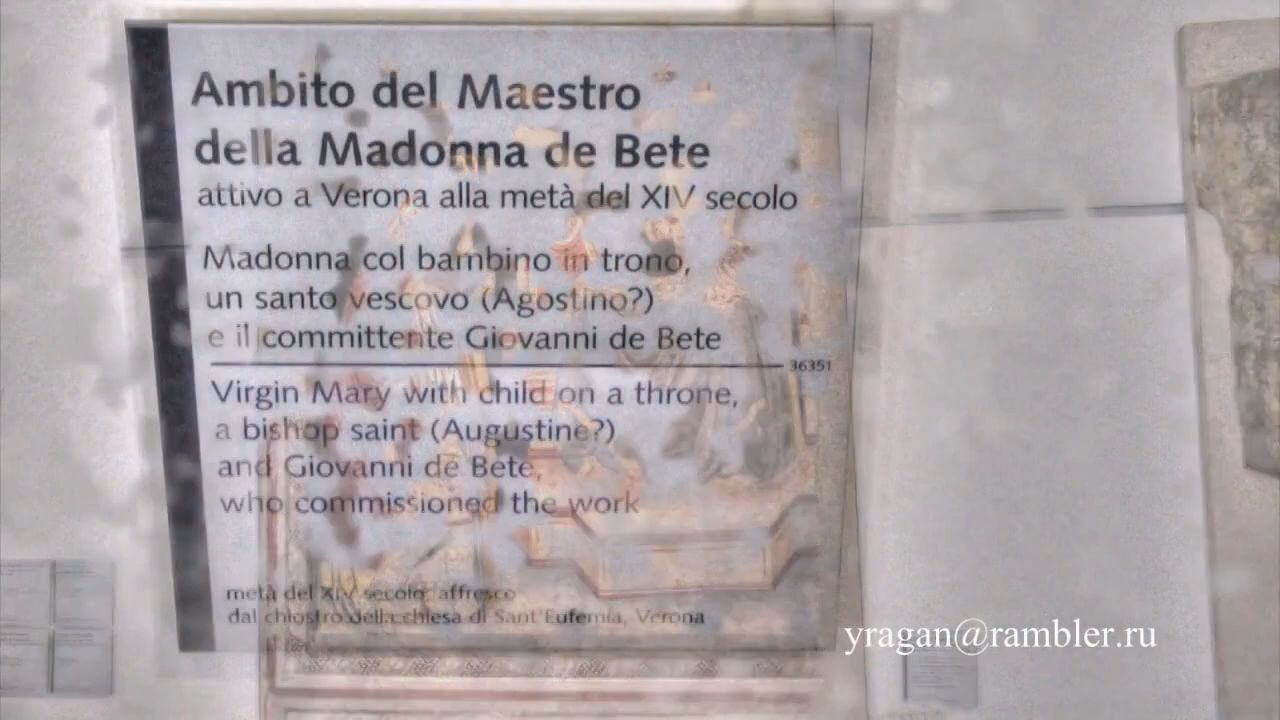 Ambito del Maestro
della Madonna de Bete
attivo a Verona alla metà del XIV secolo
Madonna col bambino in trono,
un santo vescovo (Agostino?)
e il committente Giovanni de Bete
36351
Virgin Mary with child on a throne,
a bishop saint (Augustine?)
and Giovanni de Bete,
who commissioned the work
metà del XIV secolo, affresco
dal chiostro della chiesa di Sant'Eufemia, Verona
yragan@rambler.ru